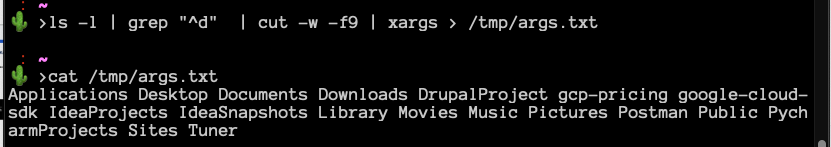 ~
>ls -l | grep "^d"  | cut -w -f9 | xargs > /tmp/args.txt
~
>cat /tmp/args.txt
Applications Desktop Documents Downloads DrupalProject gcp-pricing google-cloud-
sdk IdeaProjects IdeaSnapshots Library Movies Music Pictures Postman Public Pych
armProjects Sites Tuner